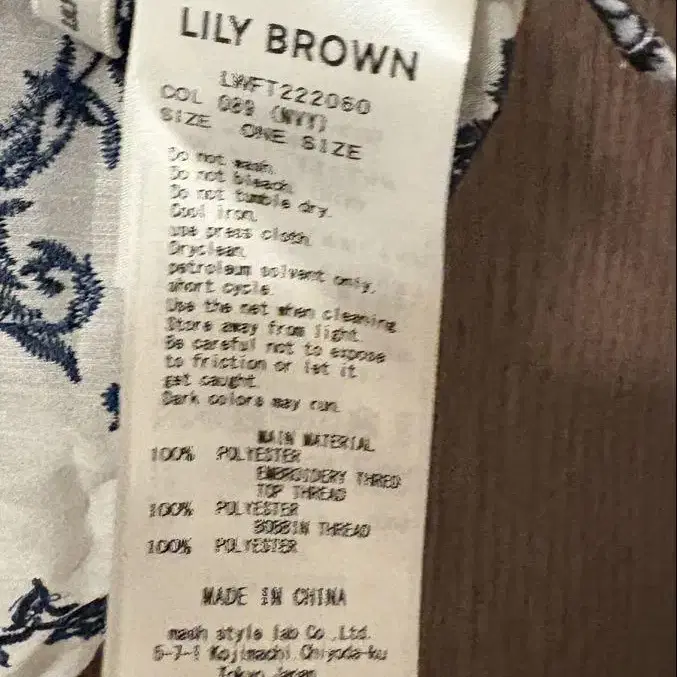 LILY BROWN
LWFT222060
COL 089 (NVY)
SIZE ONE SIZE
Do not wash.
Do not bleach.
Do not tumble dry.
Cool iron,
use press cloth.
Dryclean,
petroleum solvent only,
short cycle.
Use the net when cleaning
Store away from light.
Be careful not to expose
to friction or let it
get caught.
Dark colors may run.
MAIN MATERIAL
100% POLYESTER
EMBROIDERY THRED
TOP THREAD
100% POLYESTER
BOBBIN THREAD
100% POLYESTER
MADE IN CHINA
mash style lab Co.,Ltd.
5-7-1 Kojimachi Chiyoda-ku
Tokyo Japan